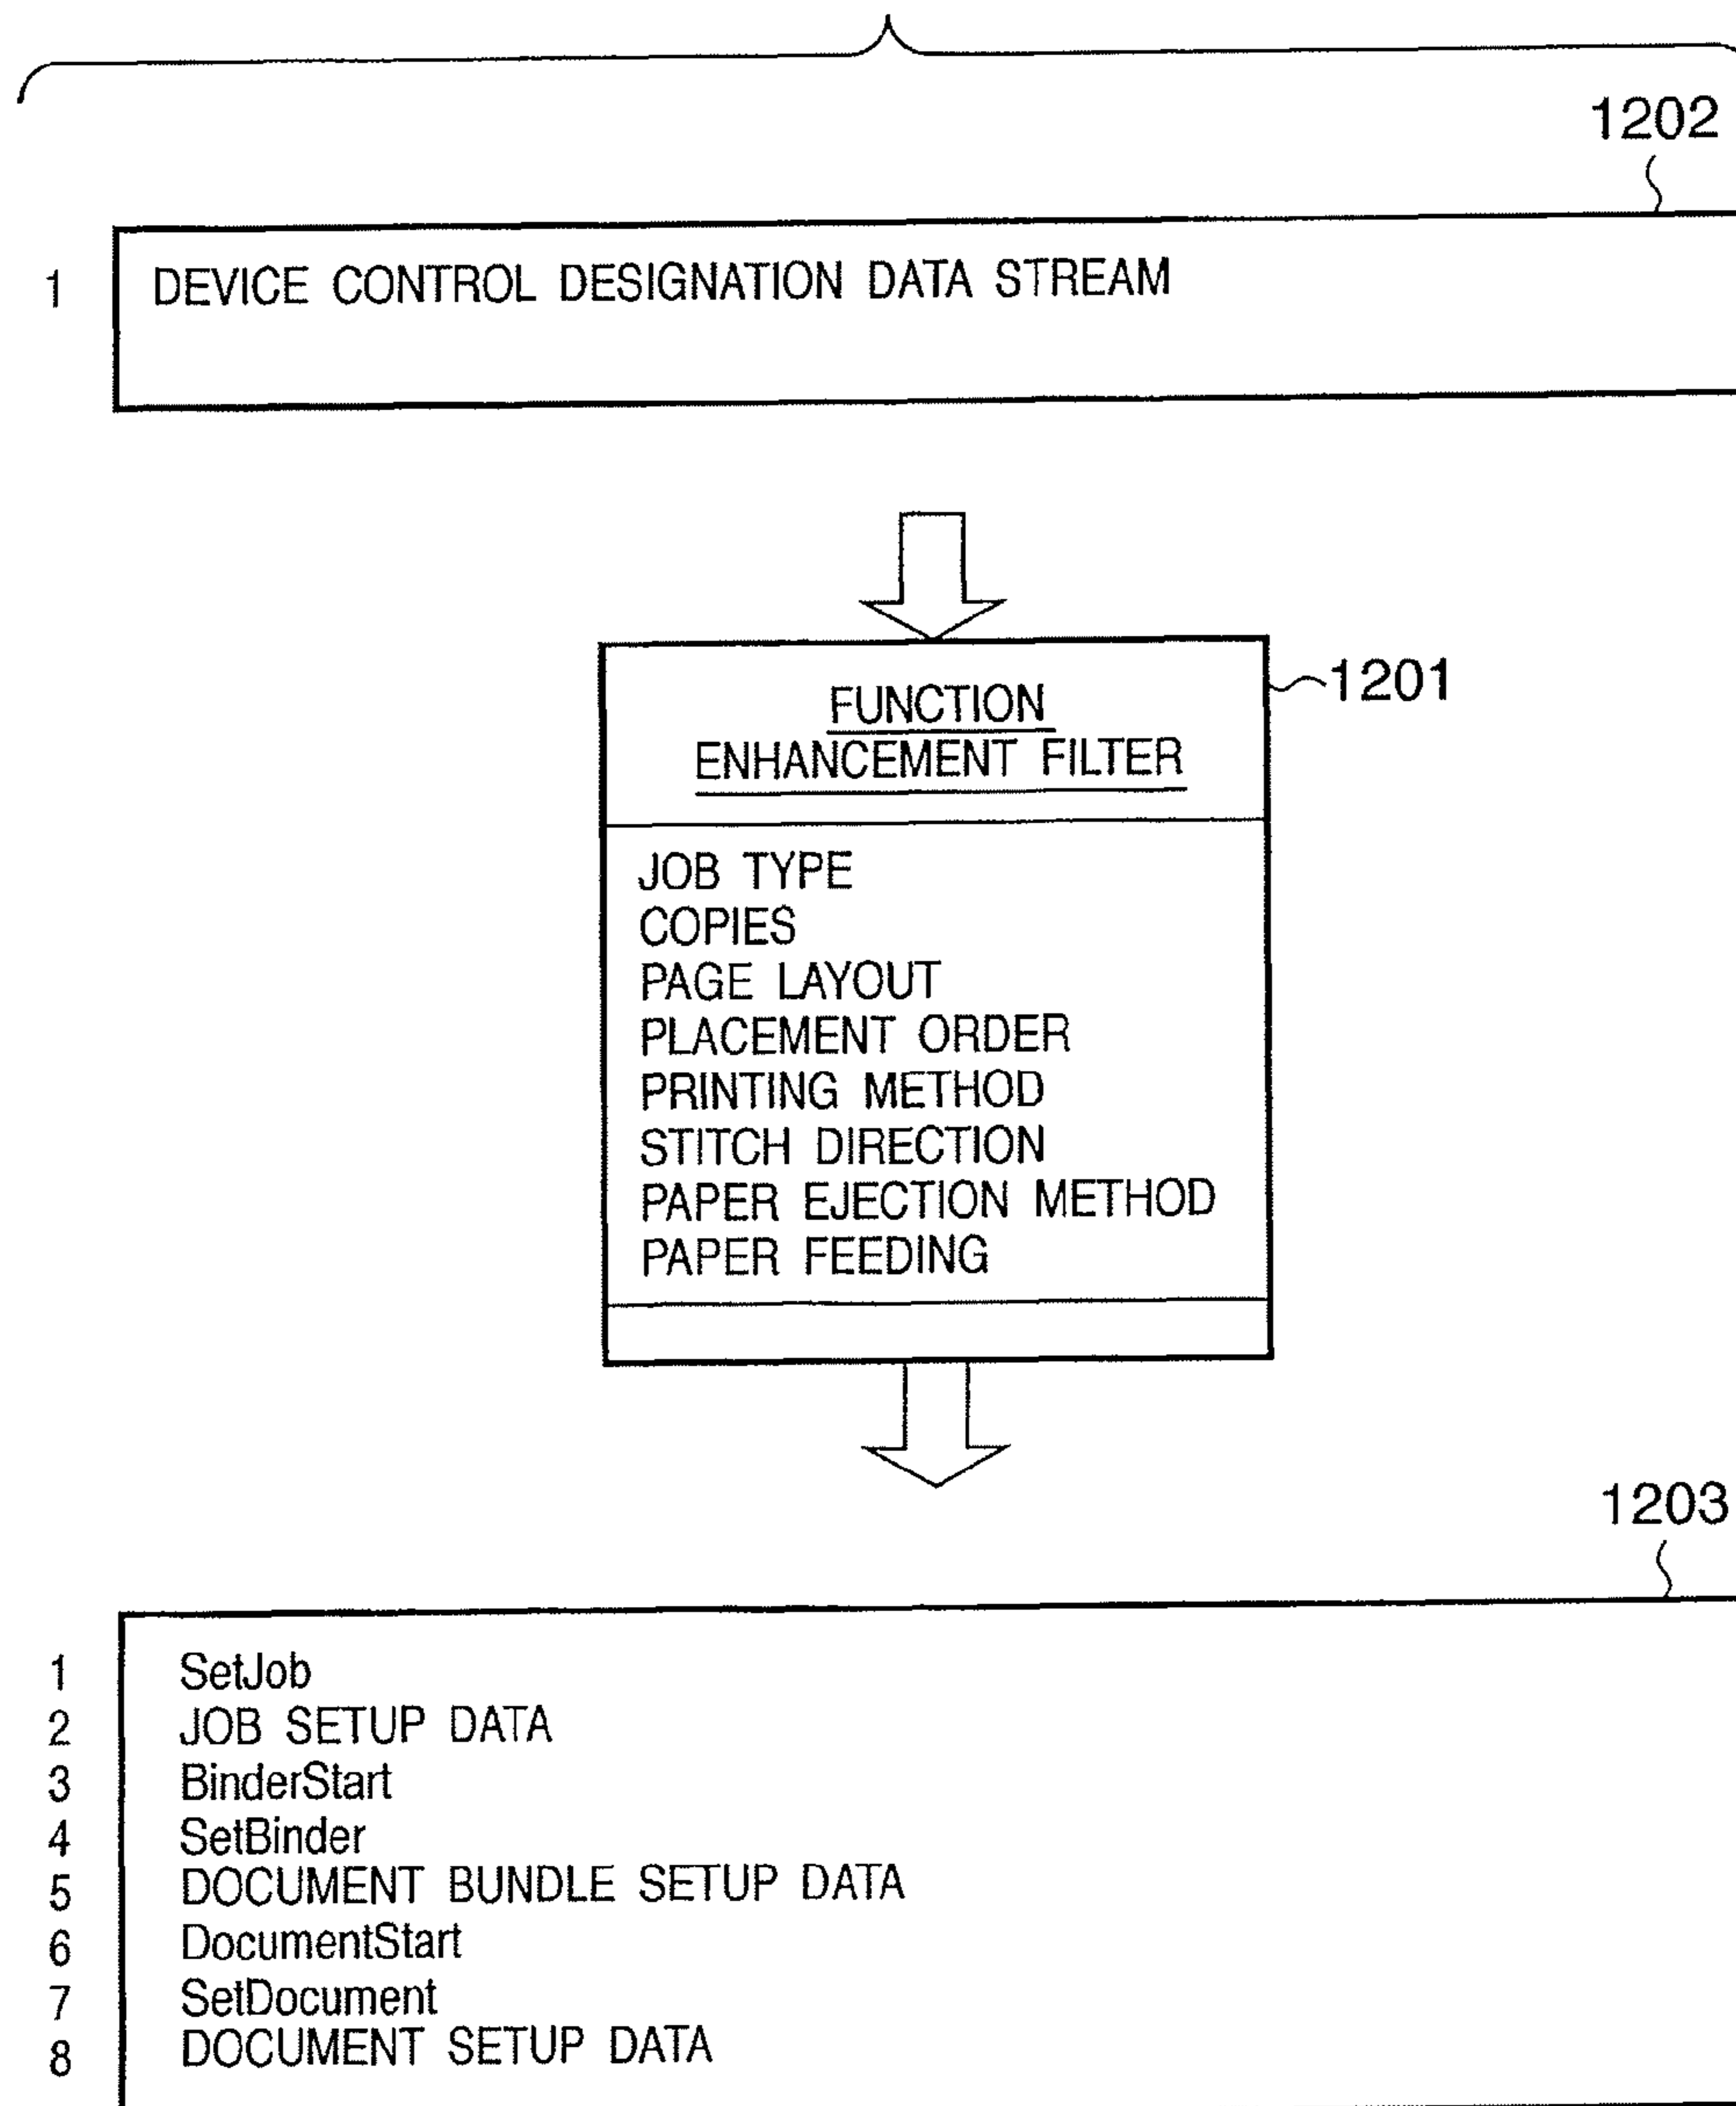 1202
1 DEVICE CONTROL DESIGNATION DATA STREAM
FUNCTION
ENHANCEMENT FILTER
1201
JOB TYPE
COPIES
PAGE LAYOUT
PLACEMENT ORDER
PRINTING METHOD
STITCH DIRECTION
PAPER EJECTION METHOD
PAPER FEEDING
1203
1 SetJob
2 JOB SETUP DATA
3 BinderStart
4 SetBinder
5 DOCUMENT BUNDLE SETUP DATA
6 DocumentStart
7 SetDocument
8 DOCUMENT SETUP DATA